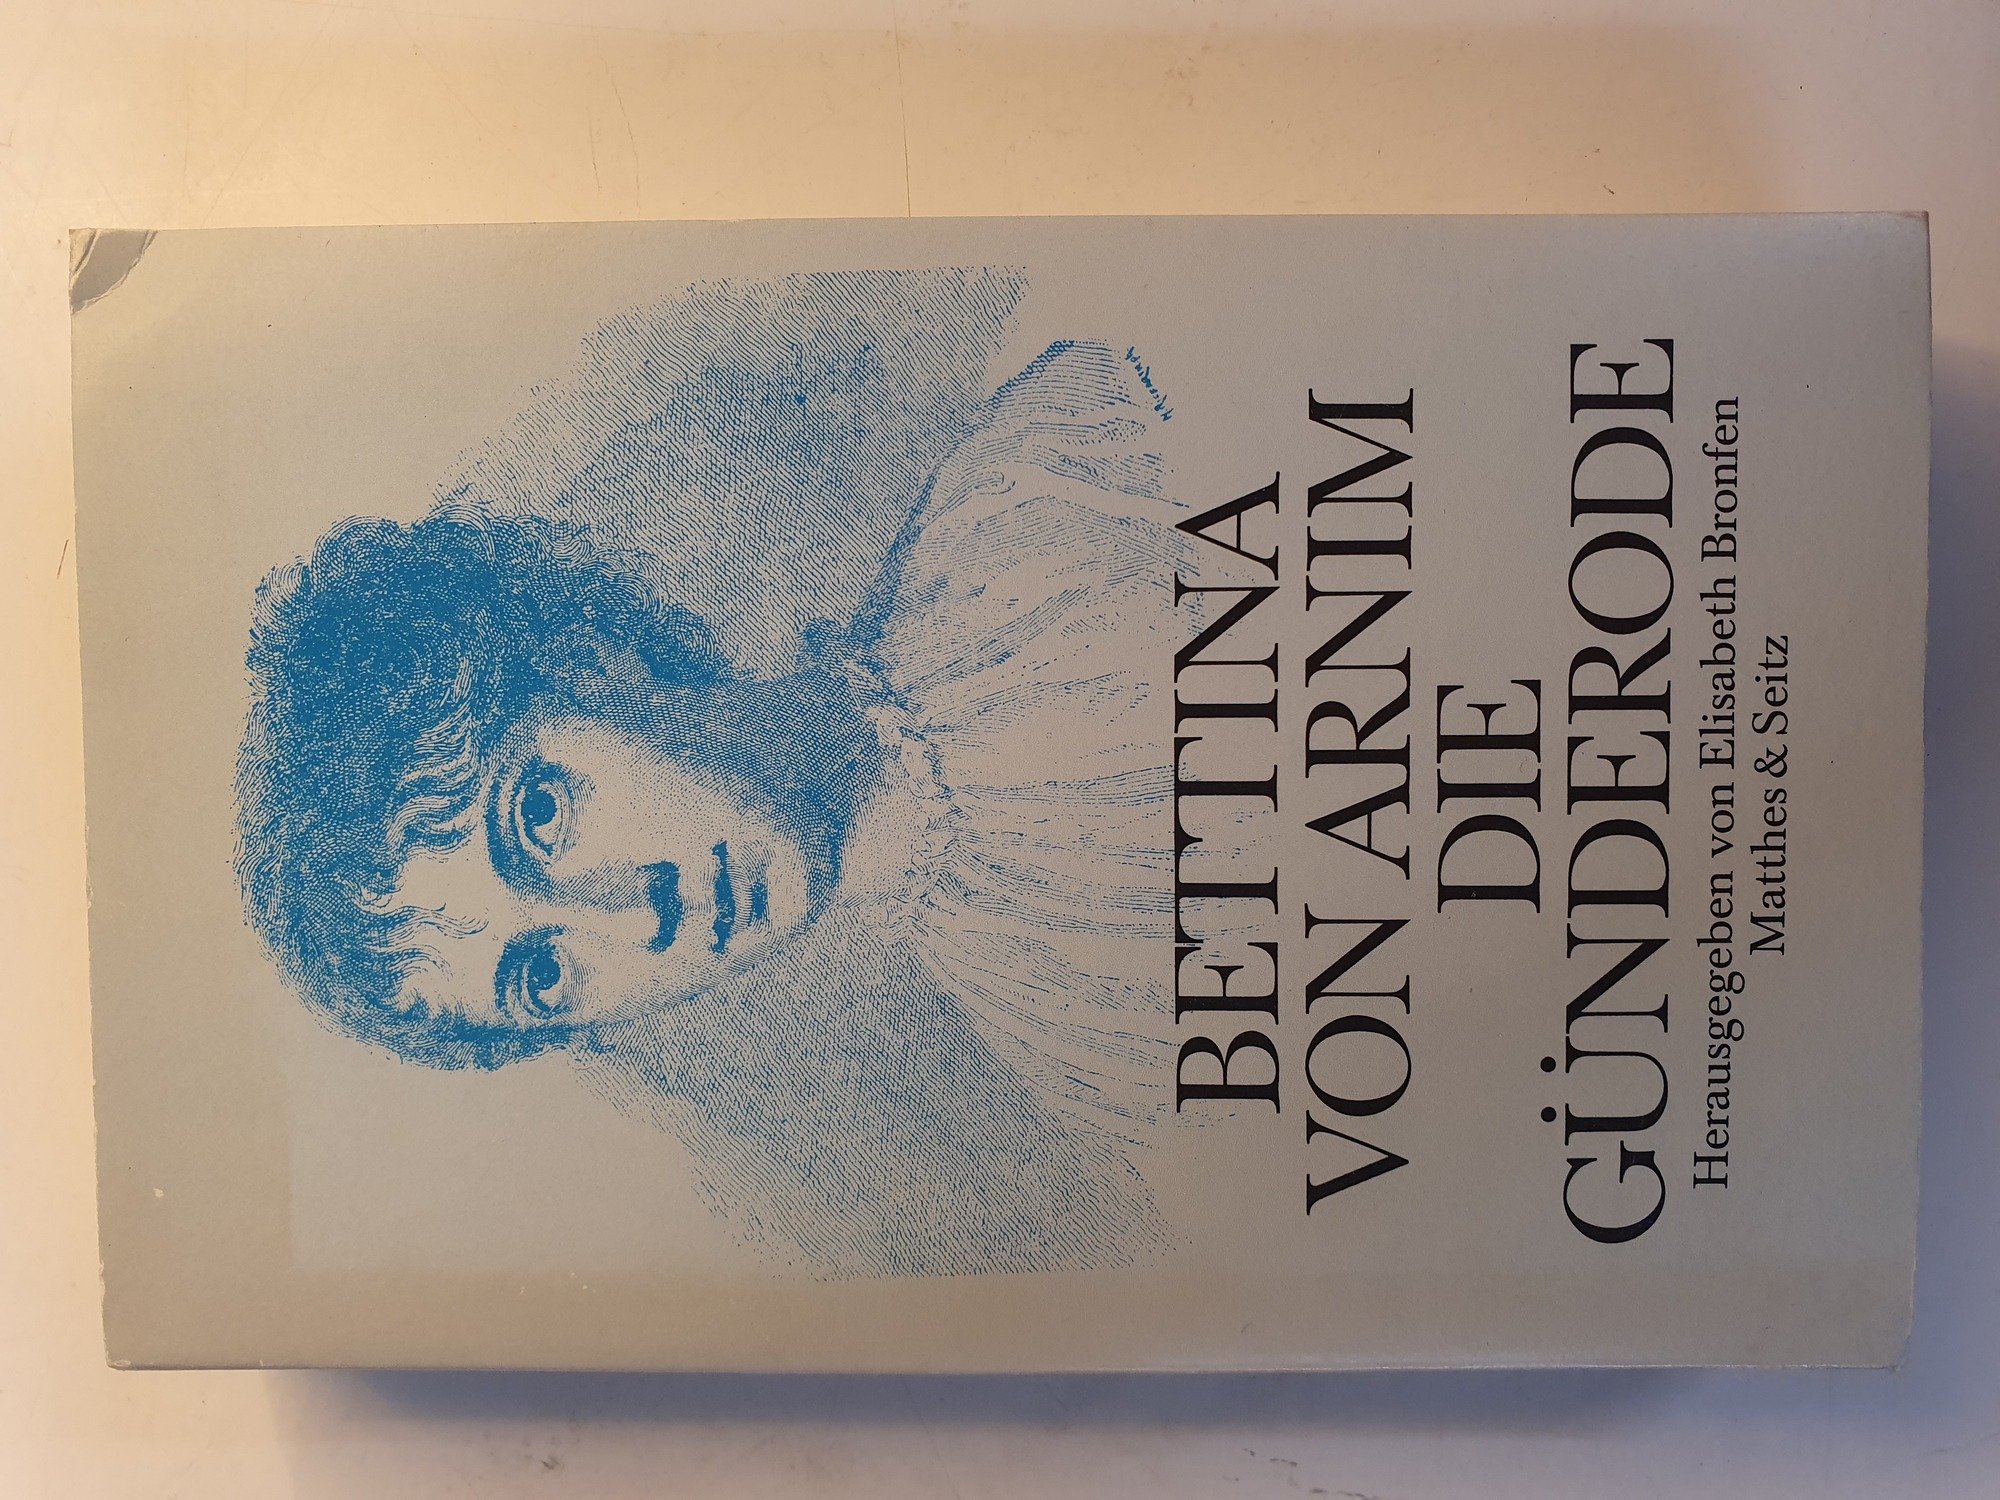 BETTINA
VON ARNIM
DIE
GÜNDERODE
Herausgegeben von Elisabeth Bronfen
Matthes & Seitz